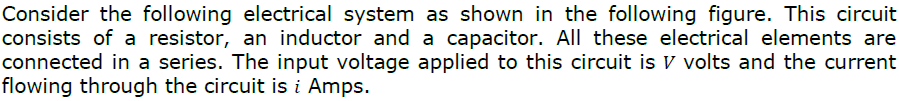 Consider the following electrical system as shown in the following figure. This circuit
consists of a resistor, an inductor and a capacitor. All these electrical elements are
connected in a series. The input voltage applied to this circuit is V volts and the current
flowing through the circuit is i Amps.